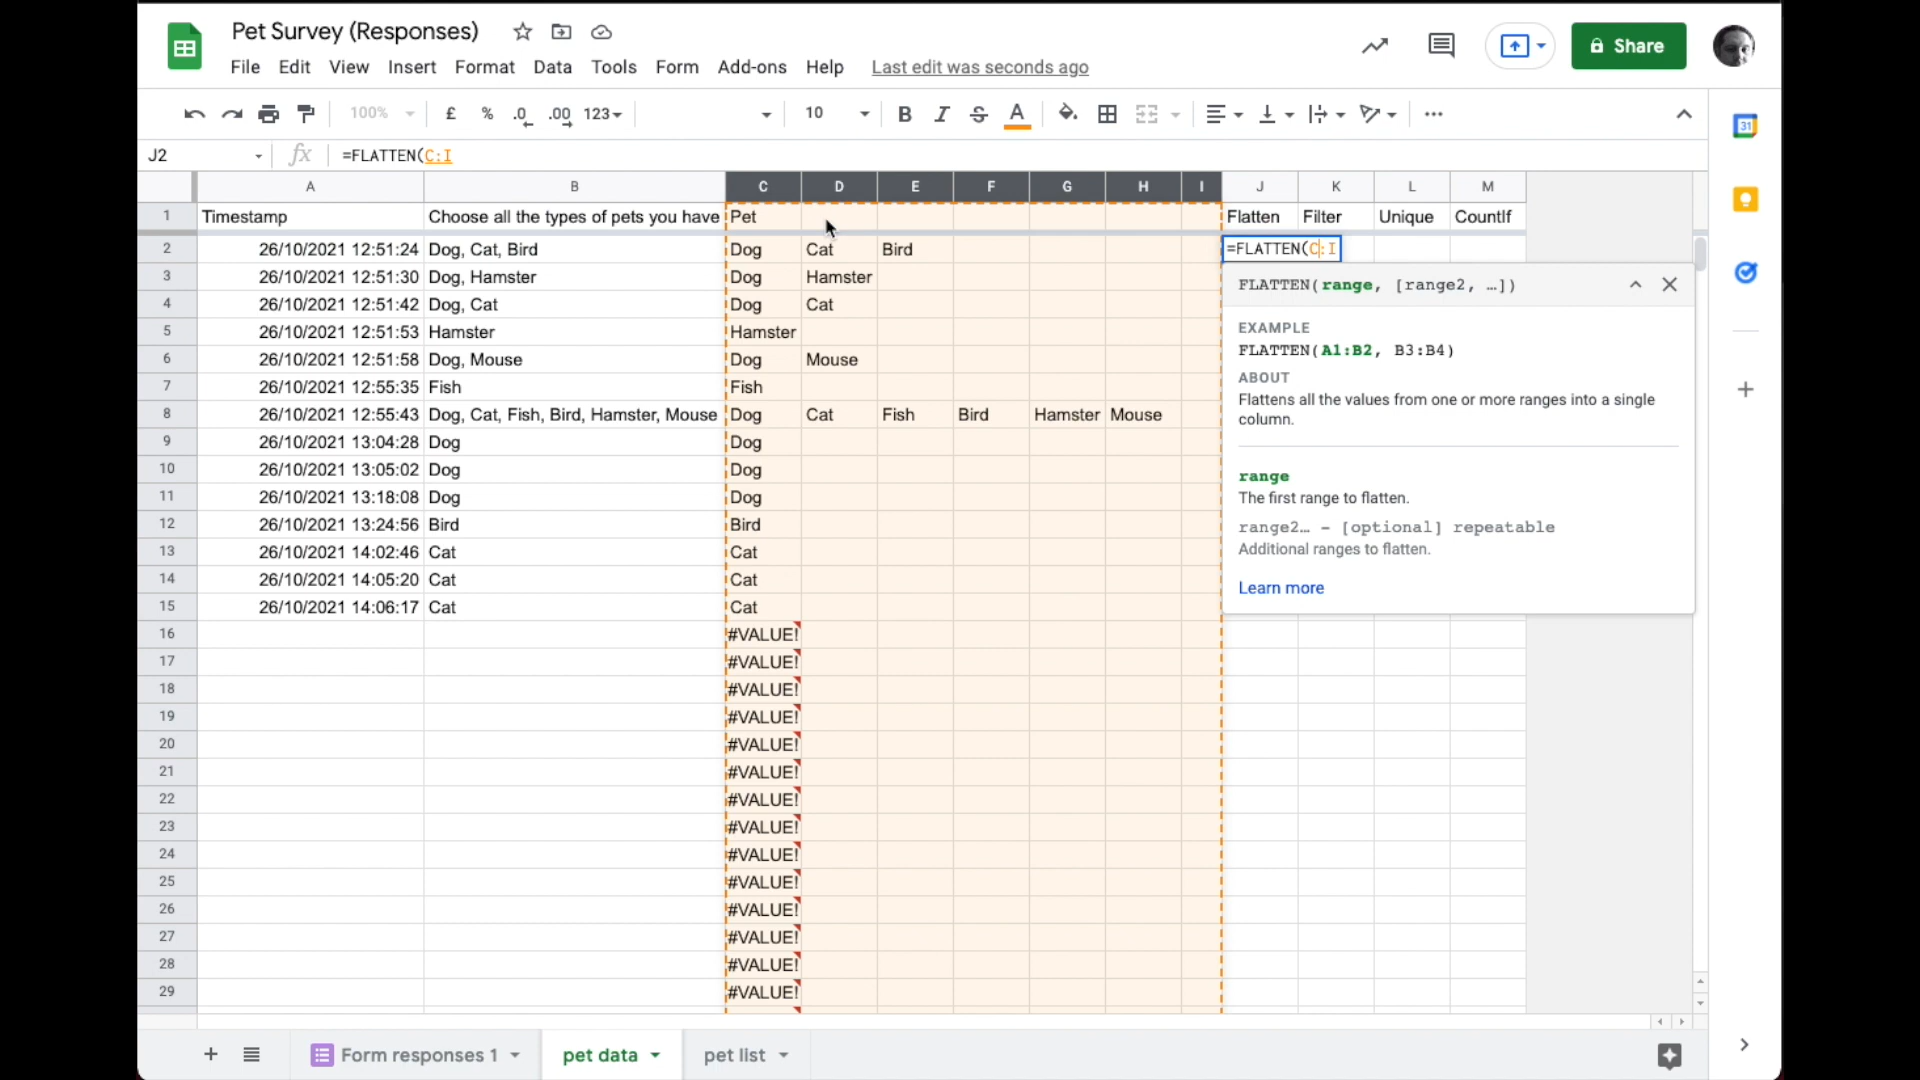 Pet Survey (Responses)
File Edit View Insert Format Data Tools Form Add-ons Help Last edit was seconds ago
Share
100% £ % .0 .00 123 10 B I S A
31
J2 fx =FLATTEN(C:I
A B C D E F G H I J K L M
1 Timestamp Choose all the types of pets you have Pet Flatten Filter Unique CountIf
2 26/10/2021 12:51:24 Dog, Cat, Bird Dog Cat Bird =FLATTEN(C:I
3 26/10/2021 12:51:30 Dog, Hamster Dog Hamster
4 26/10/2021 12:51:42 Dog, Cat Dog Cat
5 26/10/2021 12:51:53 Hamster Hamster
6 26/10/2021 12:51:58 Dog, Mouse Dog Mouse
7 26/10/2021 12:55:35 Fish Fish
8 26/10/2021 12:55:43 Dog, Cat, Fish, Bird, Hamster, Mouse Dog Cat Fish Bird Hamster Mouse
9 26/10/2021 13:04:28 Dog Dog
10 26/10/2021 13:05:02 Dog Dog
11 26/10/2021 13:18:08 Dog Dog
12 26/10/2021 13:24:56 Bird Bird
13 26/10/2021 14:02:46 Cat Cat
14 26/10/2021 14:05:20 Cat Cat
15 26/10/2021 14:06:17 Cat Cat
16 #VALUE!
17 #VALUE!
18 #VALUE!
19 #VALUE!
20 #VALUE!
21 #VALUE!
22 #VALUE!
23 #VALUE!
24 #VALUE!
25 #VALUE!
26 #VALUE!
27 #VALUE!
28 #VALUE!
29 #VALUE!
FLATTEN(range, [range2, …])
EXAMPLE
FLATTEN(A1:B2, B3:B4)
ABOUT
Flattens all the values from one or more ranges into a single
column.
range
The first range to flatten.
range2… - [optional] repeatable
Additional ranges to flatten.
Learn more
Form responses 1 pet data pet list